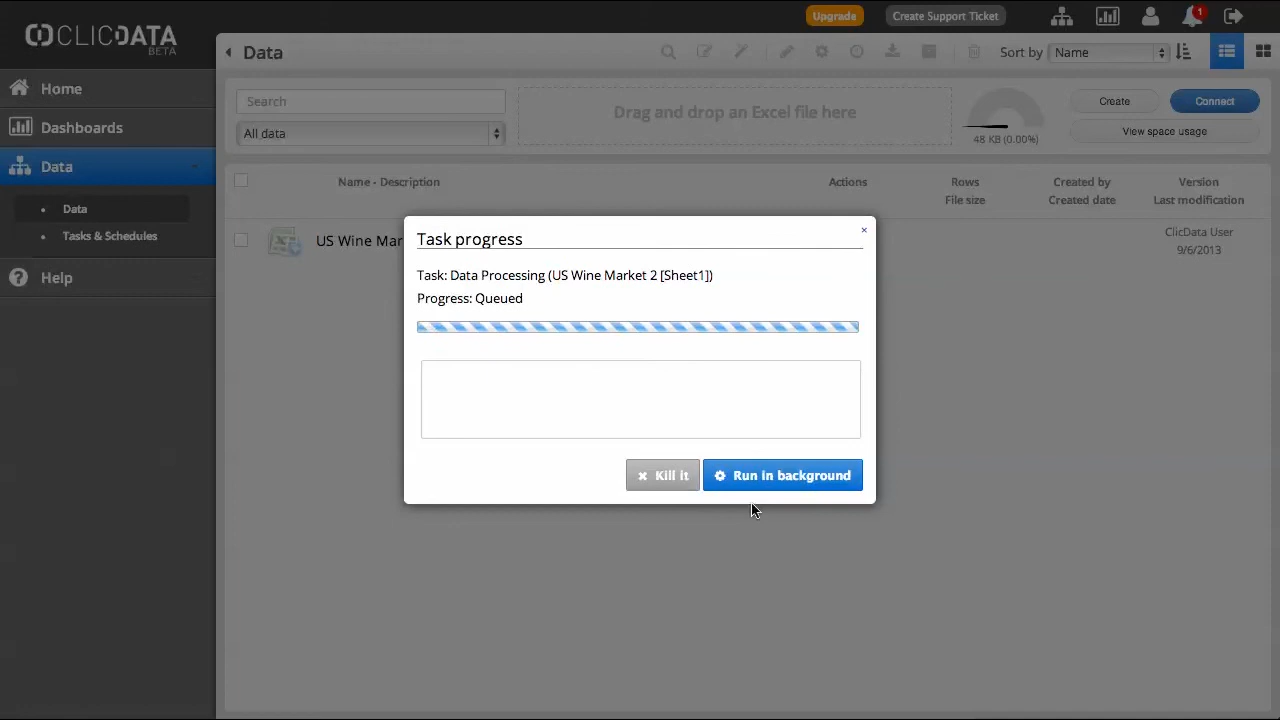 CLICDATA
BETA
Upgrade
Create Support Ticket
1
Home
Dashboards
Data
Data
Tasks & Schedules
Help
Data
Sort by
Name
Search
All data
Drag and drop an Excel file here
48 KB (0.00%)
Create
Connect
View space usage
Name - Description
Actions
Rows
File size
Created by
Created date
Version
Last modification
US Wine Mar
ClicData User
9/6/2013
Task progress
×
Task: Data Processing (US Wine Market 2 [Sheet1])
Progress: Queued
Kill it
Run in background